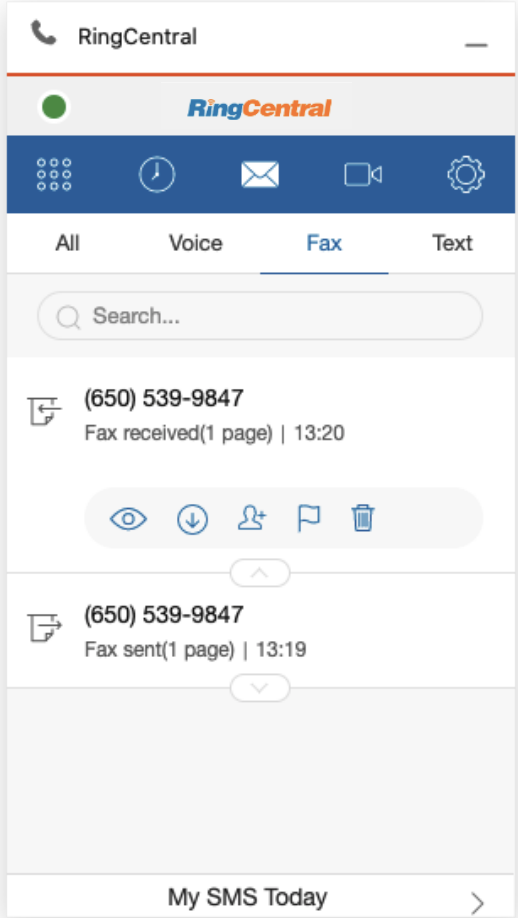 RingCentral
RingCentral
All Voice Fax Text
Search...
(650) 539-9847
Fax received(1 page) | 13:20
(650) 539-9847
Fax sent(1 page) | 13:19
My SMS Today